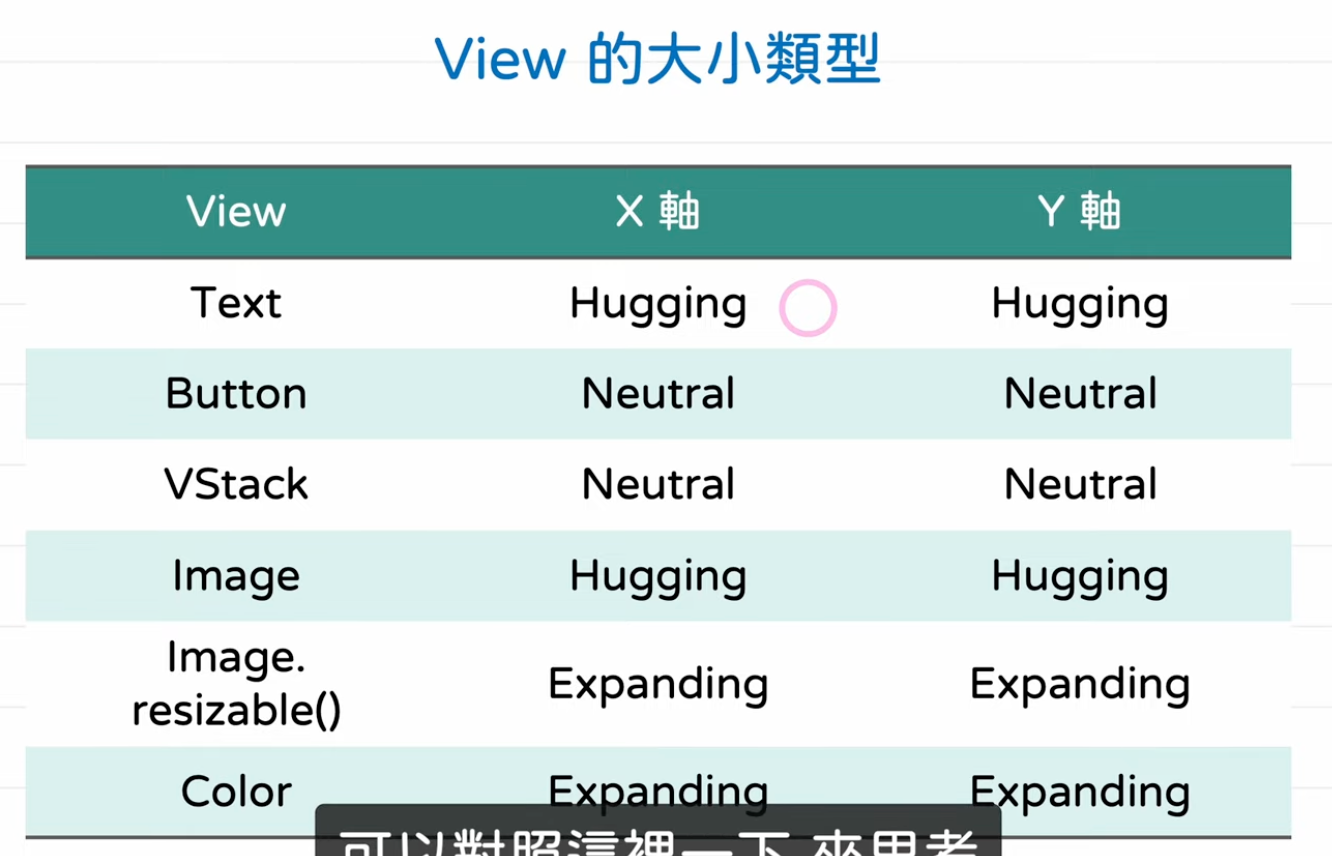 View 的大小類型
View X 軸 Y 軸
Text Hugging Hugging
Button Neutral Neutral
VStack Neutral Neutral
Image Hugging Hugging
Image.
resizable() Expanding Expanding
Color Expanding Expanding
可以對照這裡一下 來思考